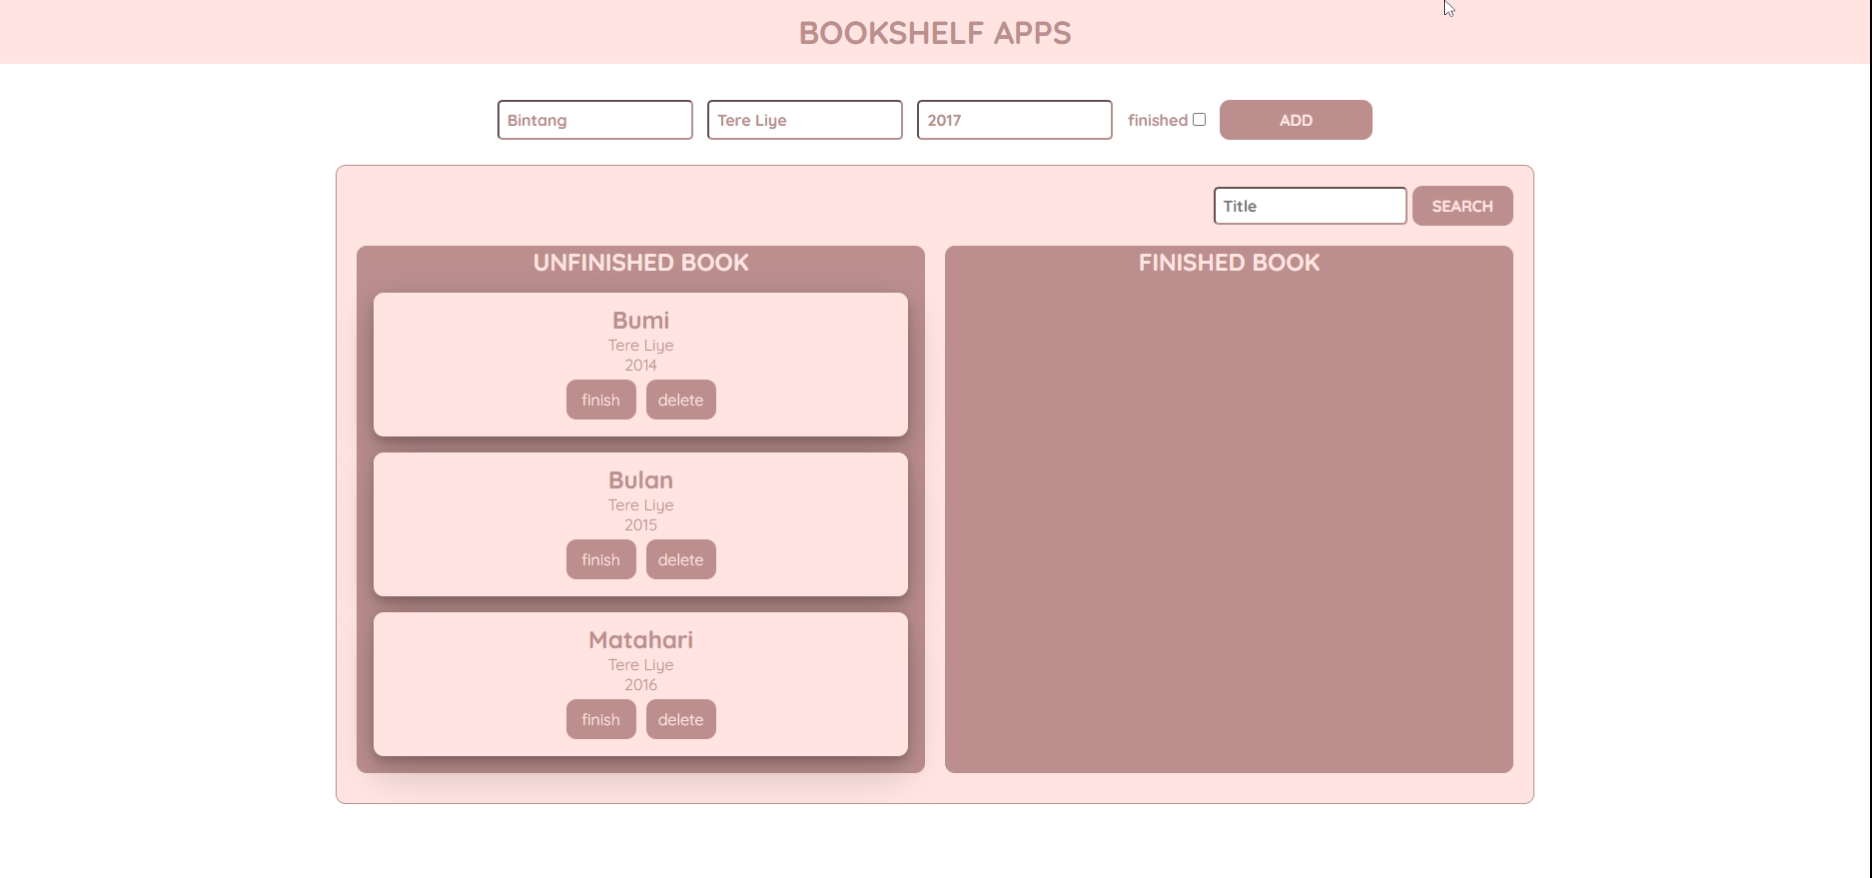 BOOKSHELF APPS
Bintang
Tere Liye
2017
finished
ADD
Title
SEARCH
UNFINISHED BOOK
Bumi
Tere Liye
2014
finish
delete
Bulan
Tere Liye
2015
finish
delete
Matahari
Tere Liye
2016
finish
delete
FINISHED BOOK